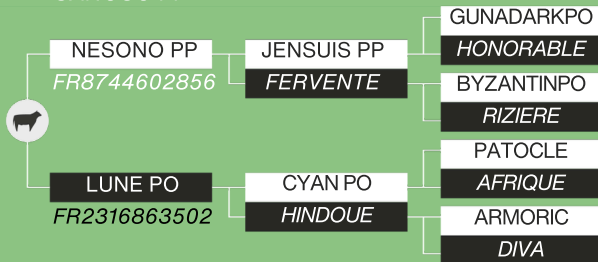 NESONO PP
FR8744602856
LUNE PO
FR2316863502
JENSUIS PP
FERVENTE
CYAN PO
HINDOUE
GUNADARKPO
HONORABLE
BYZANTINPO
RIZIERE
PATOCLE
AFRIQUE
ARMORIC
DIVA